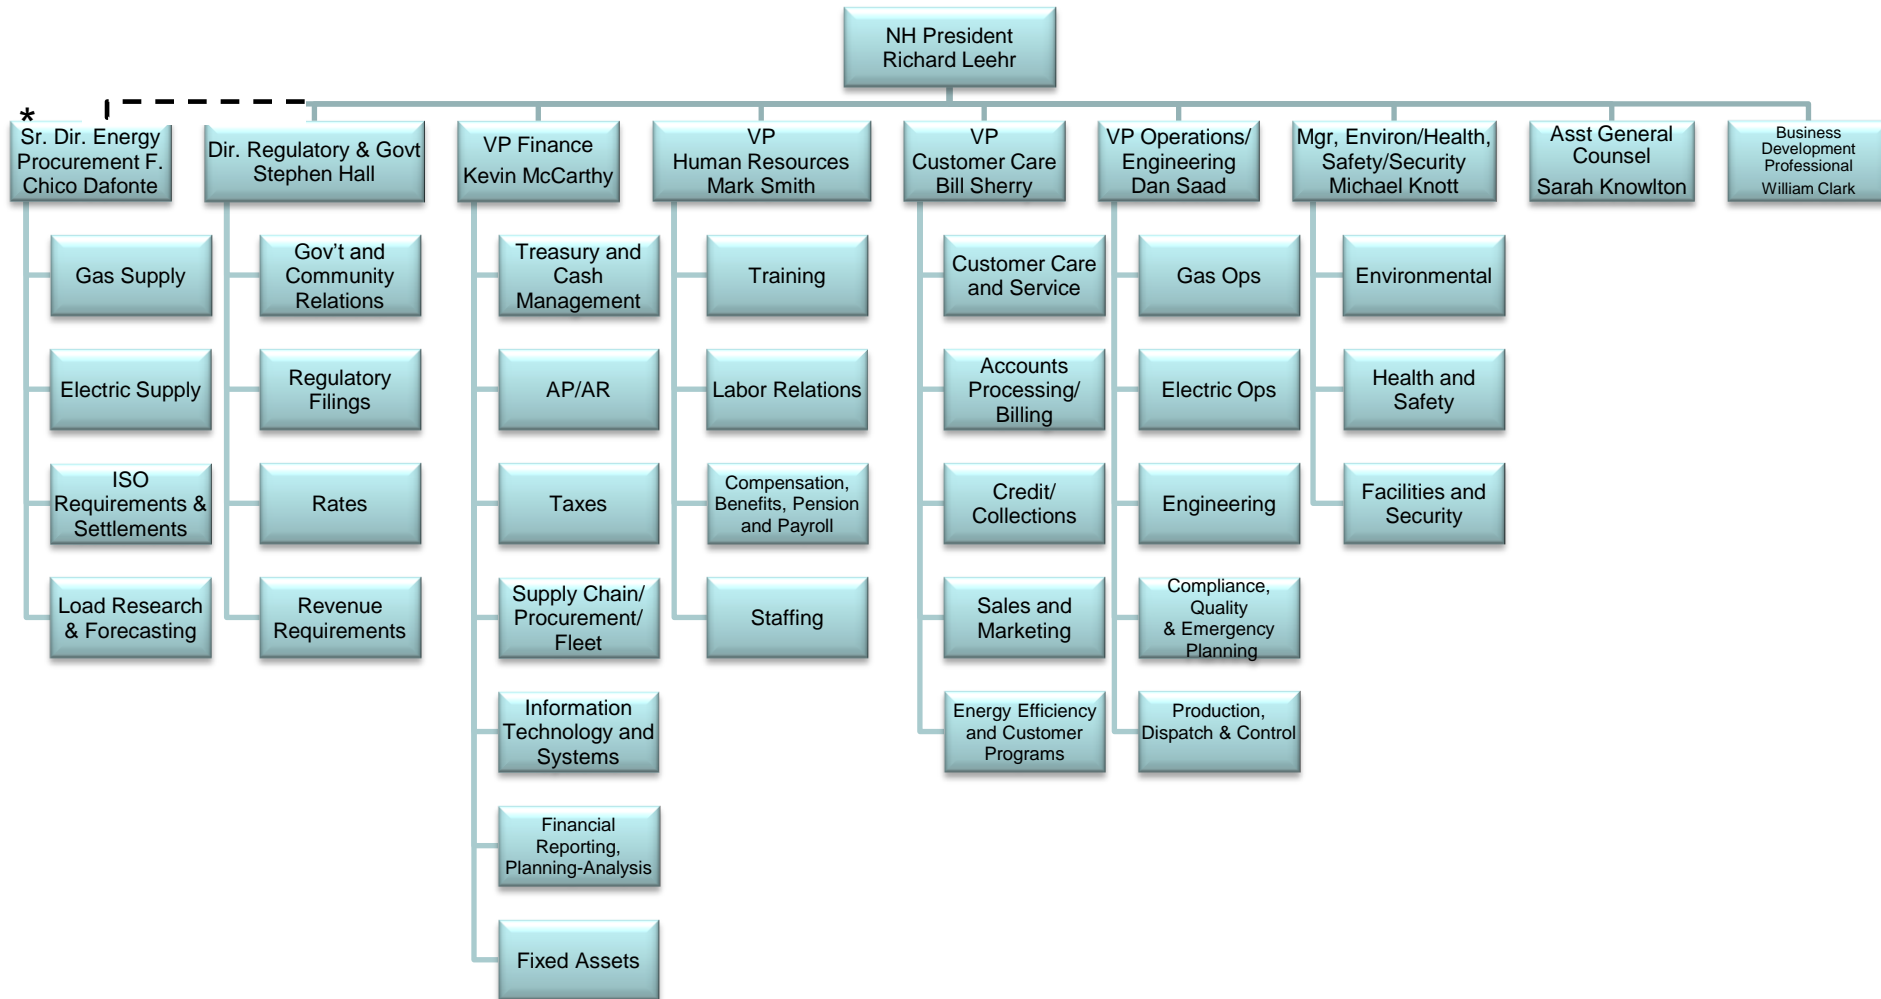 NH President
Richard Leehr
*
Sr. Dir. Energy
Procurement F.
Chico Dafonte
Dir. Regulatory & Govt
Stephen Hall
VP Finance
Kevin McCarthy
VP
Human Resources
Mark Smith
VP
Customer Care
Bill Sherry
VP Operations/
Engineering
Dan Saad
Mgr, Environ/Health,
Safety/Security
Michael Knott
Asst General
Counsel
Sarah Knowlton
Business
Development
Professional
William Clark
Gas Supply
Electric Supply
ISO
Requirements &
Settlements
Load Research
& Forecasting
Gov’t and
Community
Relations
Regulatory
Filings
Rates
Revenue
Requirements
Treasury and
Cash
Management
AP/AR
Taxes
Supply Chain/
Procurement/
Fleet
Information
Technology and
Systems
Financial
Reporting,
Planning-Analysis
Fixed Assets
Training
Labor Relations
Compensation,
Benefits, Pension
and Payroll
Staffing
Customer Care
and Service
Accounts
Processing/
Billing
Credit/
Collections
Sales and
Marketing
Energy Efficiency
and Customer
Programs
Gas Ops
Electric Ops
Engineering
Compliance,
Quality
& Emergency
Planning
Production,
Dispatch & Control
Environmental
Health and
Safety
Facilities and
Security